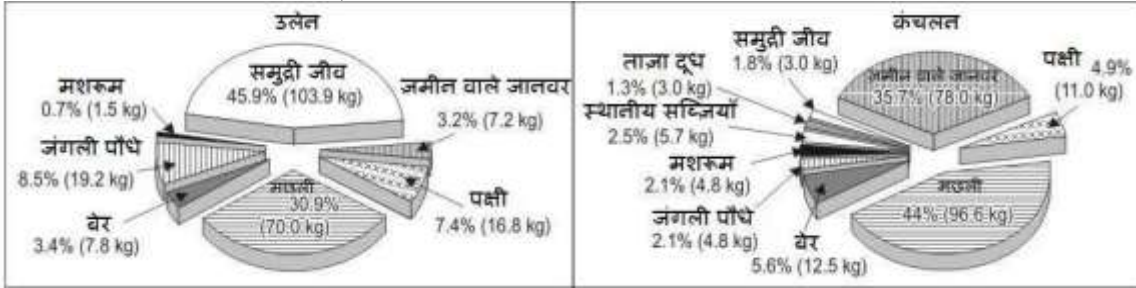 उलेन
समुद्री जीव
45.9% (103.9 kg)
ज़मीन वाले जानवर
3.2% (7.2 kg)
पक्षी
7.4% (16.8 kg)
मछली
30.9%
(70.0 kg)
बेर
3.4% (7.8 kg)
जंगली पौधे
8.5% (19.2 kg)
मशरूम
0.7% (1.5 kg)
कंचलन
ज़मीन वाले जानवर
35.7% (78.0 kg)
पक्षी
4.9%
(11.0 kg)
मछली
44% (96.6 kg)
बेर
5.6% (12.5 kg)
जंगली पौधे
2.1% (4.8 kg)
मशरूम
2.1% (4.8 kg)
स्थानीय सब्ज़ियाँ
2.5% (5.7 kg)
ताज़ा दूध
1.3% (3.0 kg)
समुद्री जीव
1.8% (3.0 kg)